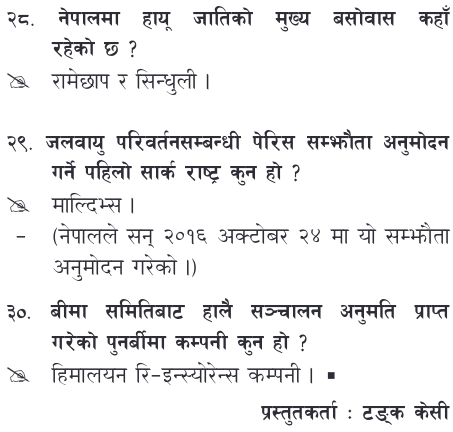 २८. नेपालमा हायू जातिको मुख्य बसोवास कहाँ
रहेको छ ?
रामेछाप र सिन्धुली ।
२९. जलवायु परिवर्तनसम्बन्धी पेरिस सम्झौता अनुमोदन
गर्ने पहिलो सार्क राष्ट्र कुन हो ?
माल्दिभ्स ।
– (नेपालले सन् २०१६ अक्टोबर २४ मा यो सम्झौता
अनुमोदन गरेको ।)
३०. बीमा समितिबाट हालै सञ्चालन अनुमति प्राप्त
गरेको पुनर्बीमा कम्पनी कुन हो ?
हिमालयन रि-इन्स्योरेन्स कम्पनी । ▪
प्रस्तुतकर्ता : टङ्क केसी